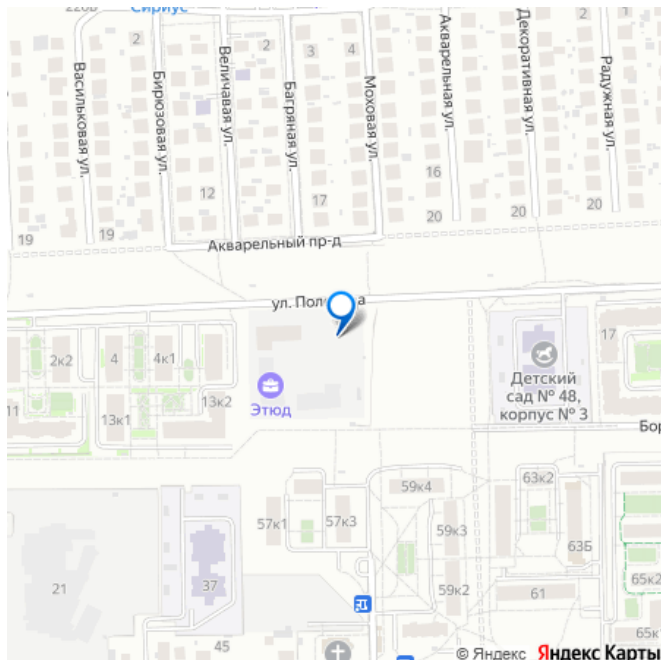 Сириус
2
2
3
4
2
2
Васильковая ул.
Бирюзовая ул.
Величавая ул.
Багряная ул.
Моховая ул.
Акварельная ул.
Декоративная ул.
Радужная ул.
12
17
16
19
19
20
20
20
Акварельный пр-д
ул.
2к2
4
4к1
17
11
13к1
13к2
Этюд
Детский
сад № 48,
корпус № 3
Бор
59к4
63к2
57к1
57к3
59к3
63Б
21
37
59к2
61
65к2
45
65к
© Яндекс Яндекс Карты